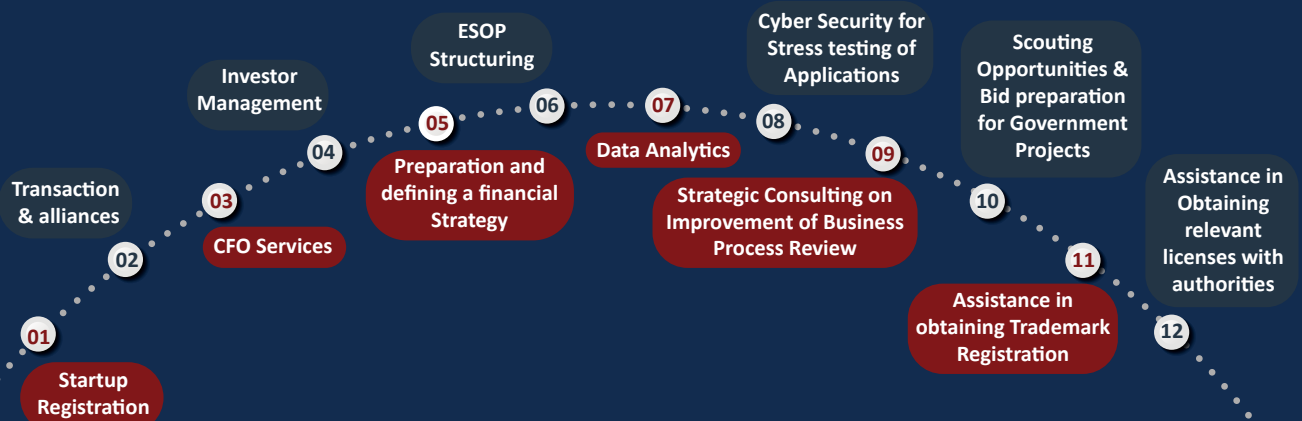 01
Startup
Registration
02
Transaction
& alliances
03
CFO Services
04
Investor
Management
05
Preparation and
defining a financial
Strategy
06
ESOP
Structuring
07
Data Analytics
08
Cyber Security for
Stress testing of
Applications
09
Strategic Consulting on
Improvement of Business
Process Review
10
Scouting
Opportunities &
Bid preparation
for Government
Projects
11
Assistance in
obtaining Trademark
Registration
12
Assistance in
Obtaining
relevant
licenses with
authorities